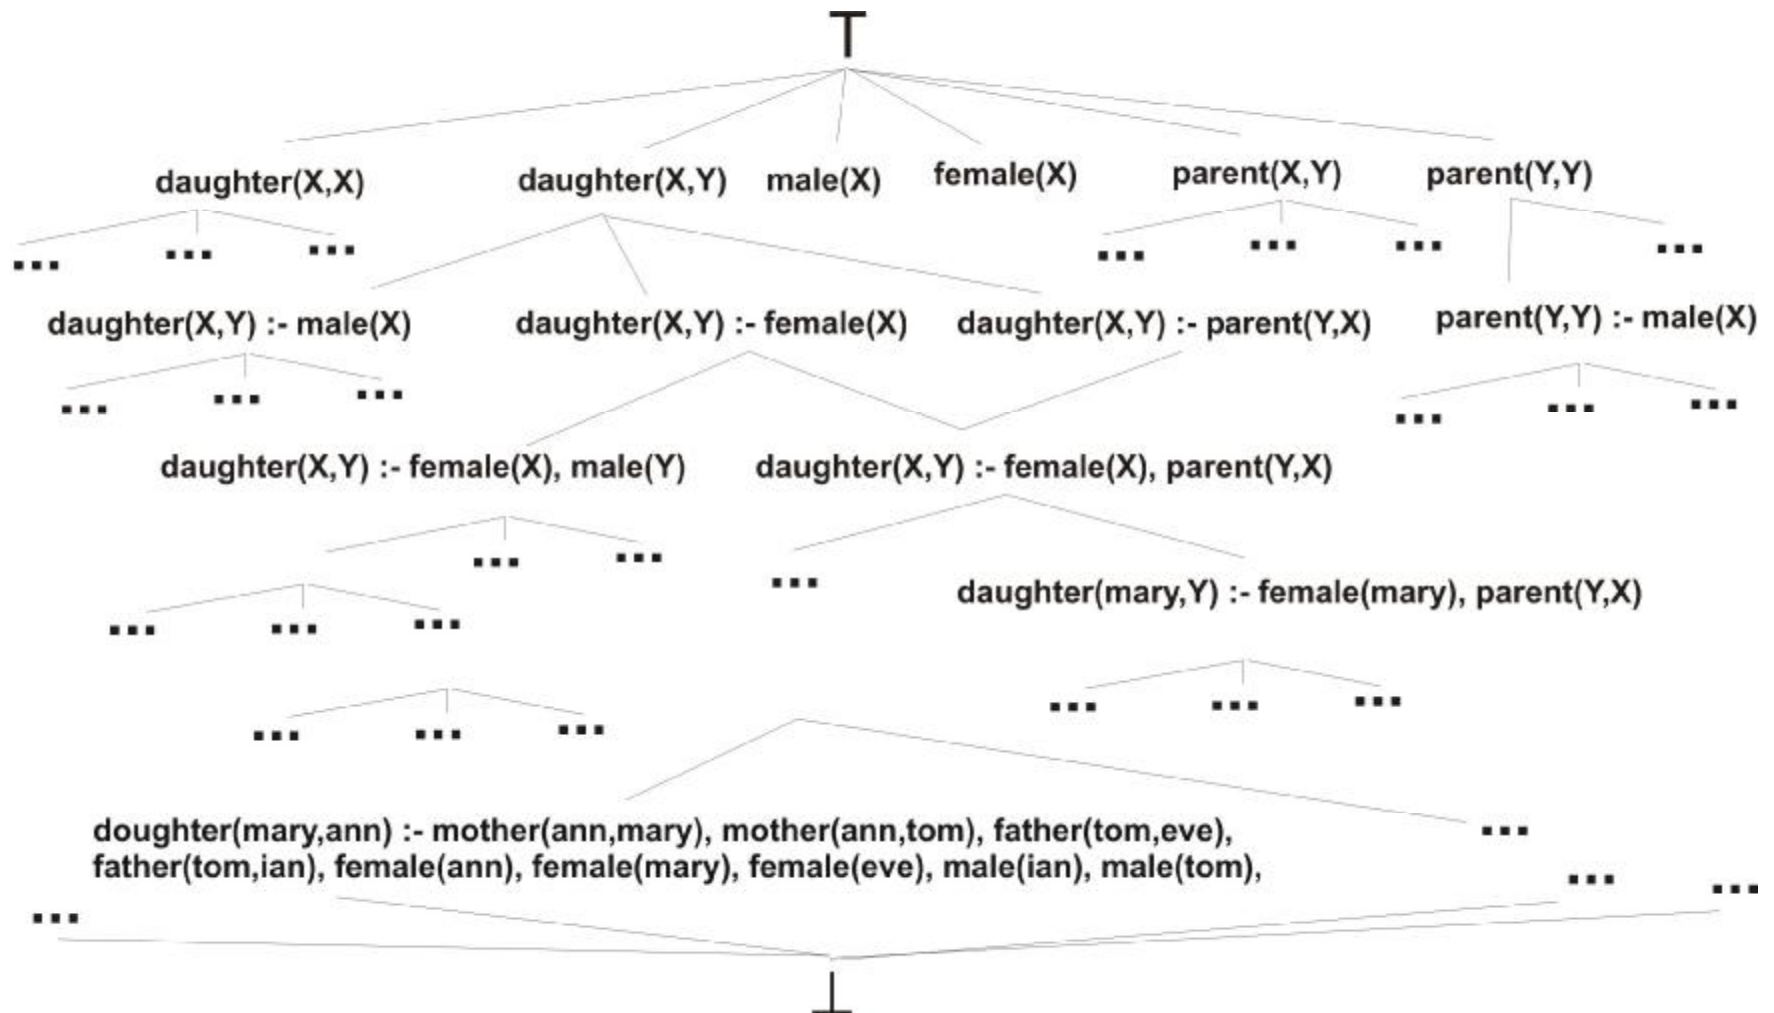 ⊤
daughter(X,X) daughter(X,Y) male(X) female(X) parent(X,Y) parent(Y,Y)
... ... ... ... ... ... ...
daughter(X,Y) :- male(X) daughter(X,Y) :- female(X) daughter(X,Y) :- parent(Y,X) parent(Y,Y) :- male(X)
... ... ... ... ... ...
daughter(X,Y) :- female(X), male(Y) daughter(X,Y) :- female(X), parent(Y,X)
... ... ...
daughter(mary,Y) :- female(mary), parent(Y,X)
... ... ...
... ... ...
... ... ...
doughter(mary,ann) :- mother(ann,mary), mother(ann,tom), father(tom,eve), ...
father(tom,ian), female(ann), female(mary), female(eve), male(ian), male(tom),
... ... ...
⊥